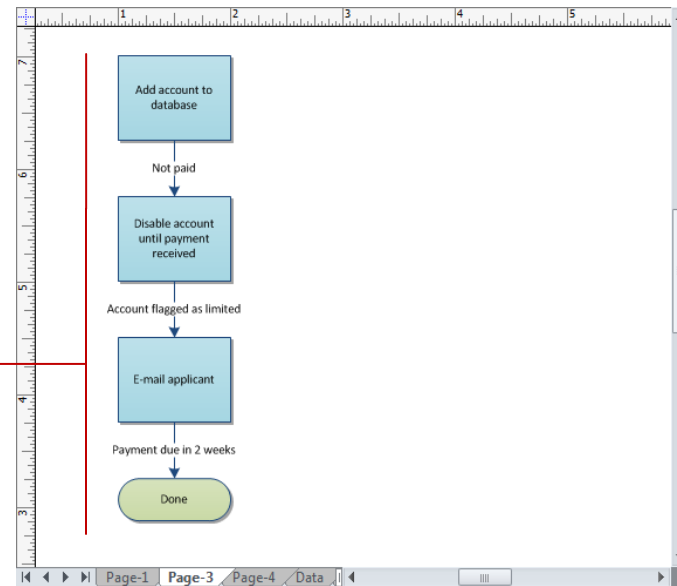 1 2 3 4 5
7
Add account to
database
Not paid
6
Disable account
until payment
received
5
Account flagged as limited
E-mail applicant
4
Payment due in 2 weeks
Done
3
Page-1 Page-3 Page-4 Data